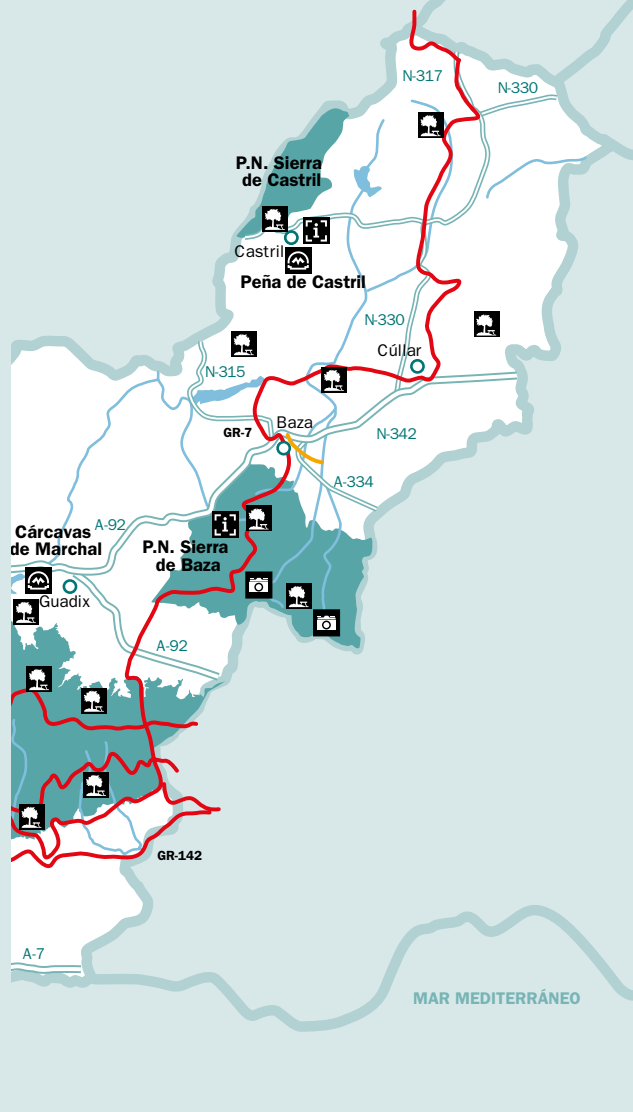 N-317
N-330
P.N. Sierra
de Castril
Castril
Peña de Castril
N-330
Cúllar
N-315
Baza
GR-7
N-342
A-334
Cárcavas
de Marchal
A-92
P.N. Sierra
de Baza
Guadix
A-92
GR-142
A-7
MAR MEDITERRÁNEO